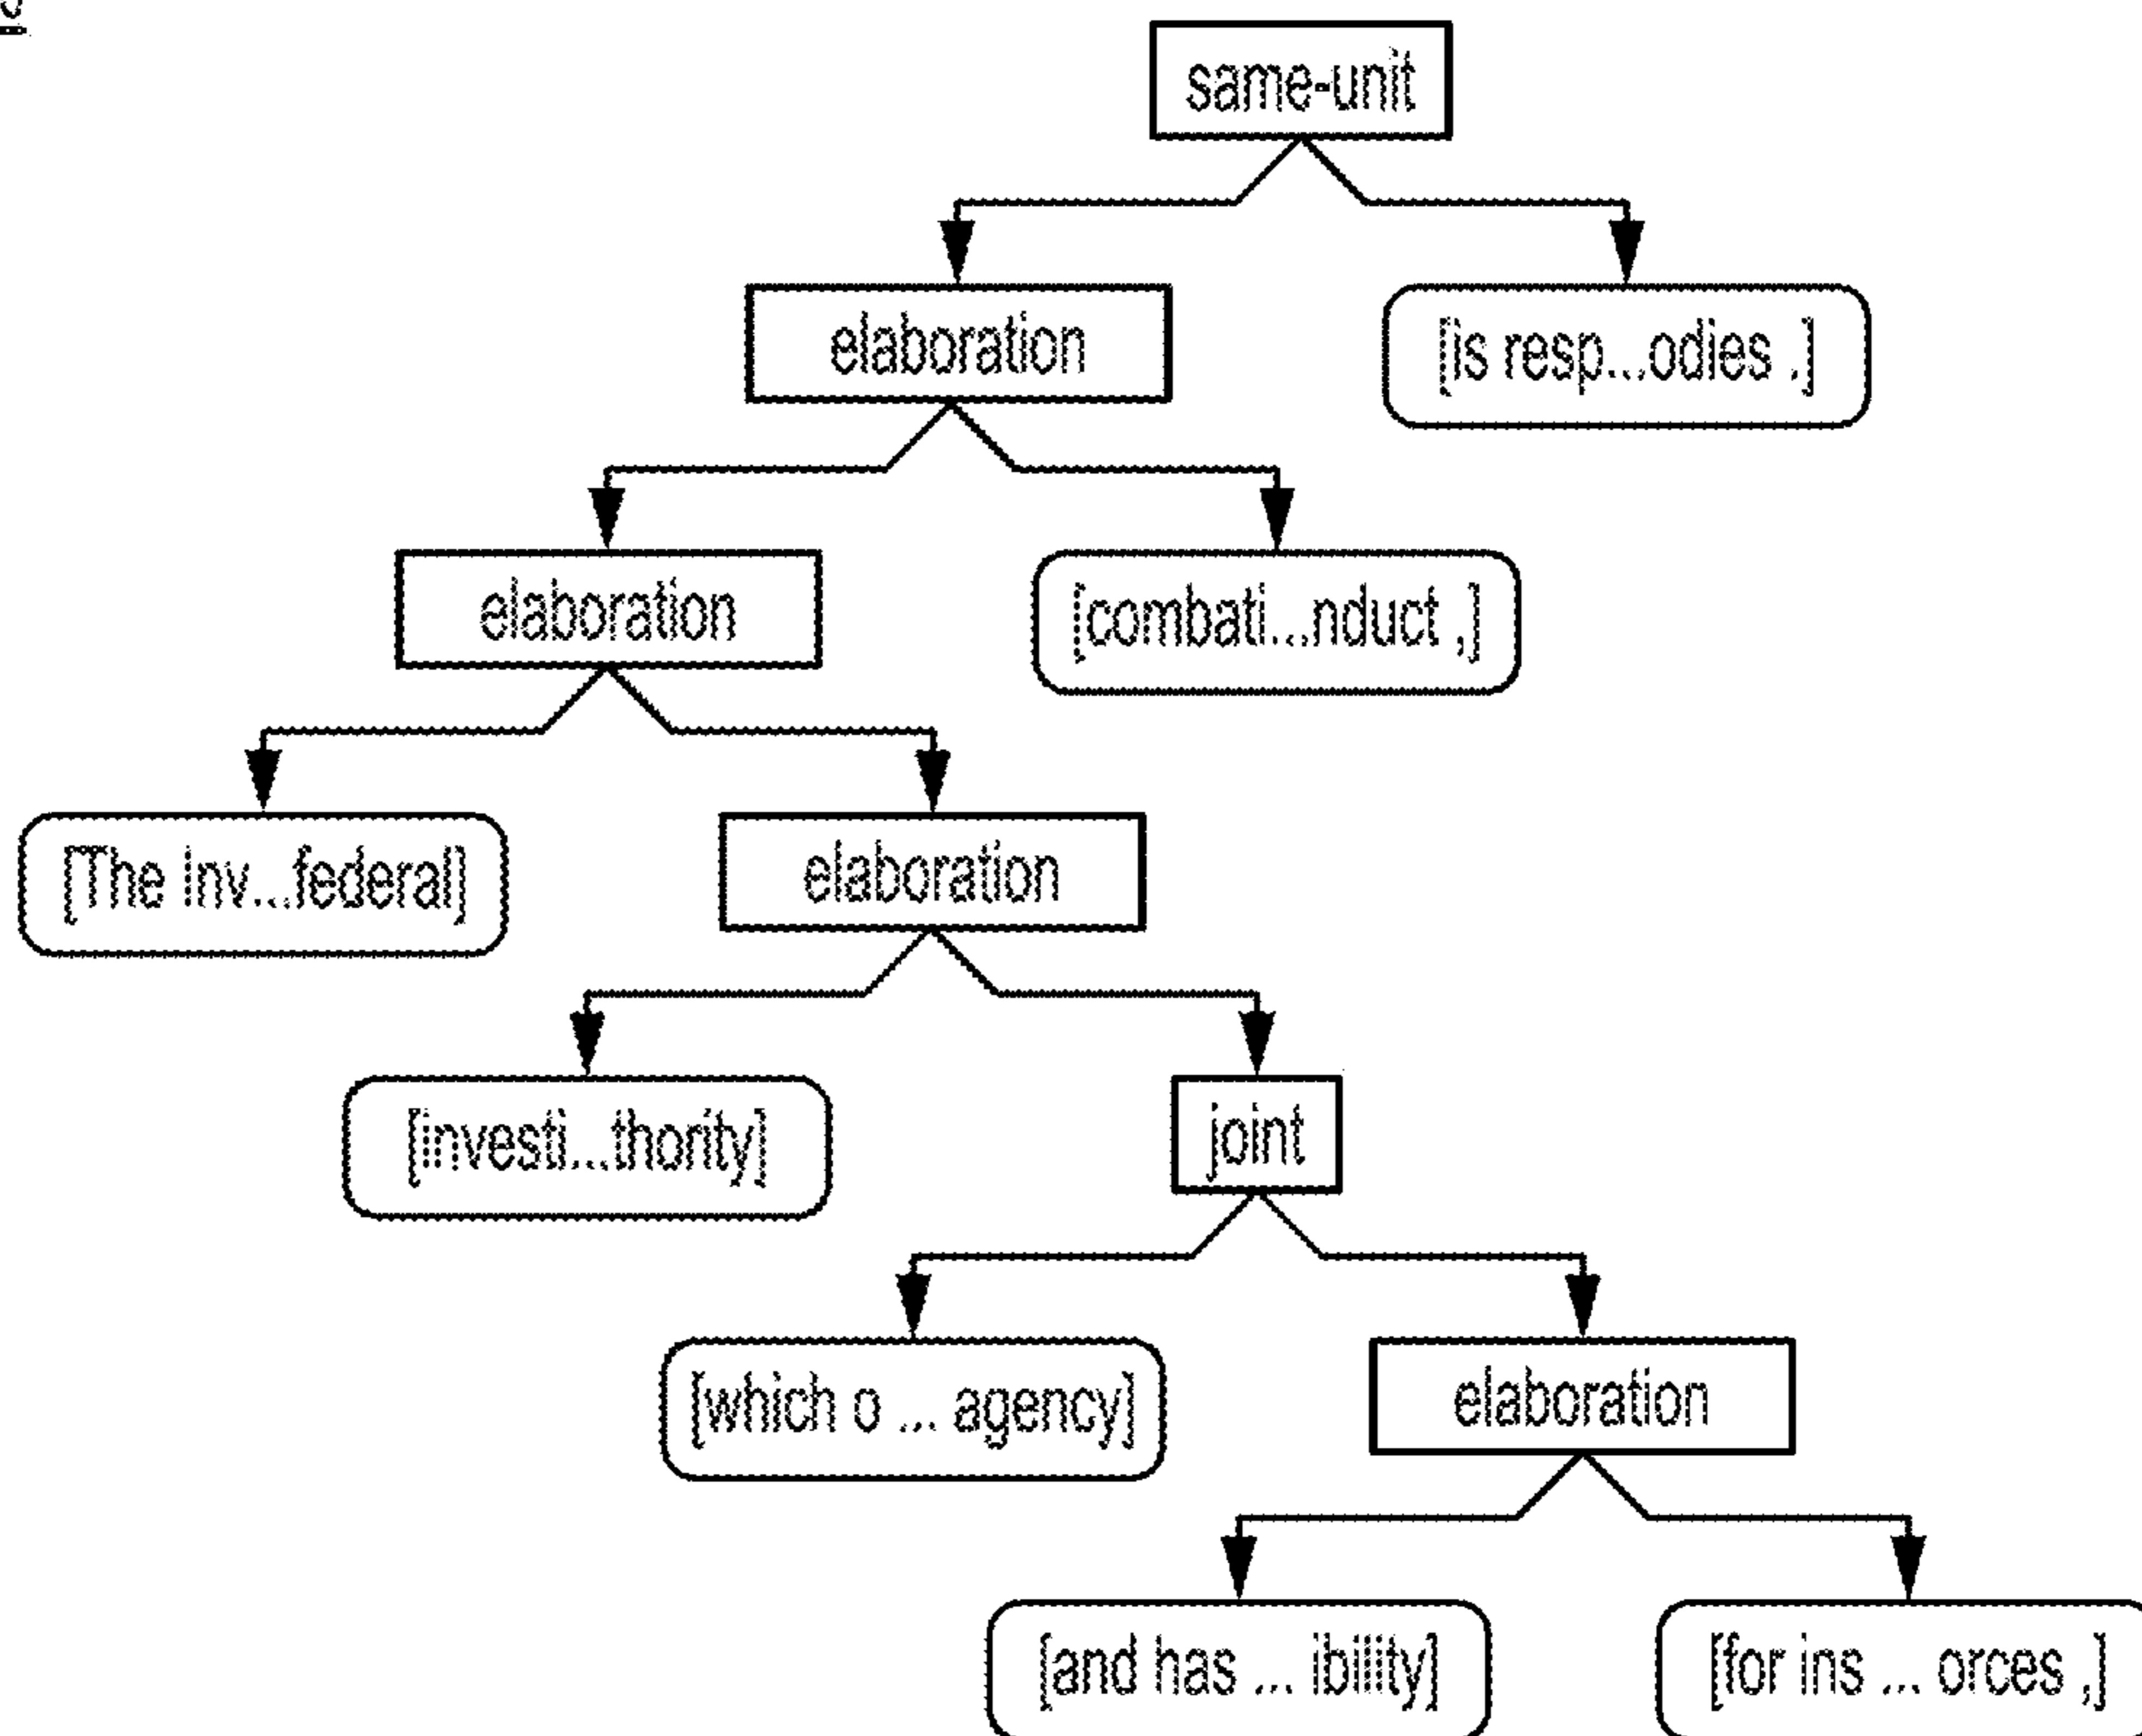 same-unit
elaboration
[is resp...odies .]
elaboration
[combati...nduct ,]
[The Inv...federal]
elaboration
[investi...thority]
joint
[which o ... agency]
elaboration
[and has ... ibility]
[for ins ... orces ,]